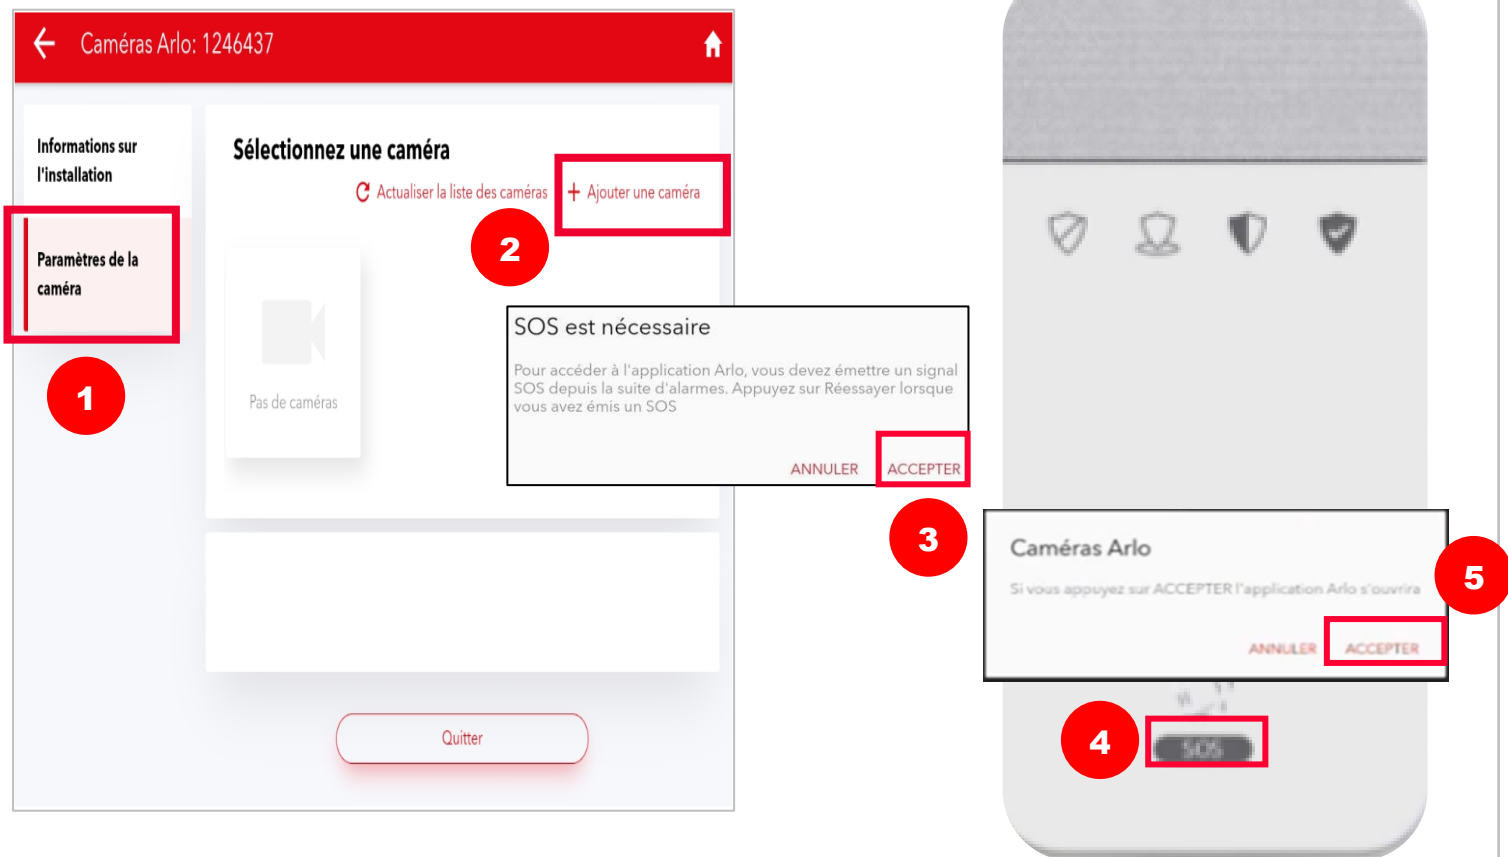 Caméras Arlo: 1246437
Informations sur
l'installation
Paramètres de la
caméra
1
Sélectionnez une caméra
Actualiser la liste des caméras
+ Ajouter une caméra
2
Pas de caméras
SOS est nécessaire
Pour accéder à l'application Arlo, vous devez émettre un signal
SOS depuis la suite d'alarmes. Appuyez sur Réessayer lorsque
vous avez émis un SOS
ANNULER ACCEPTER
3
Quitter
Caméras Arlo
Si vous appuyez sur ACCEPTER l'application Arlo s'ouvrira
ANNULER ACCEPTER
5
4
SOS